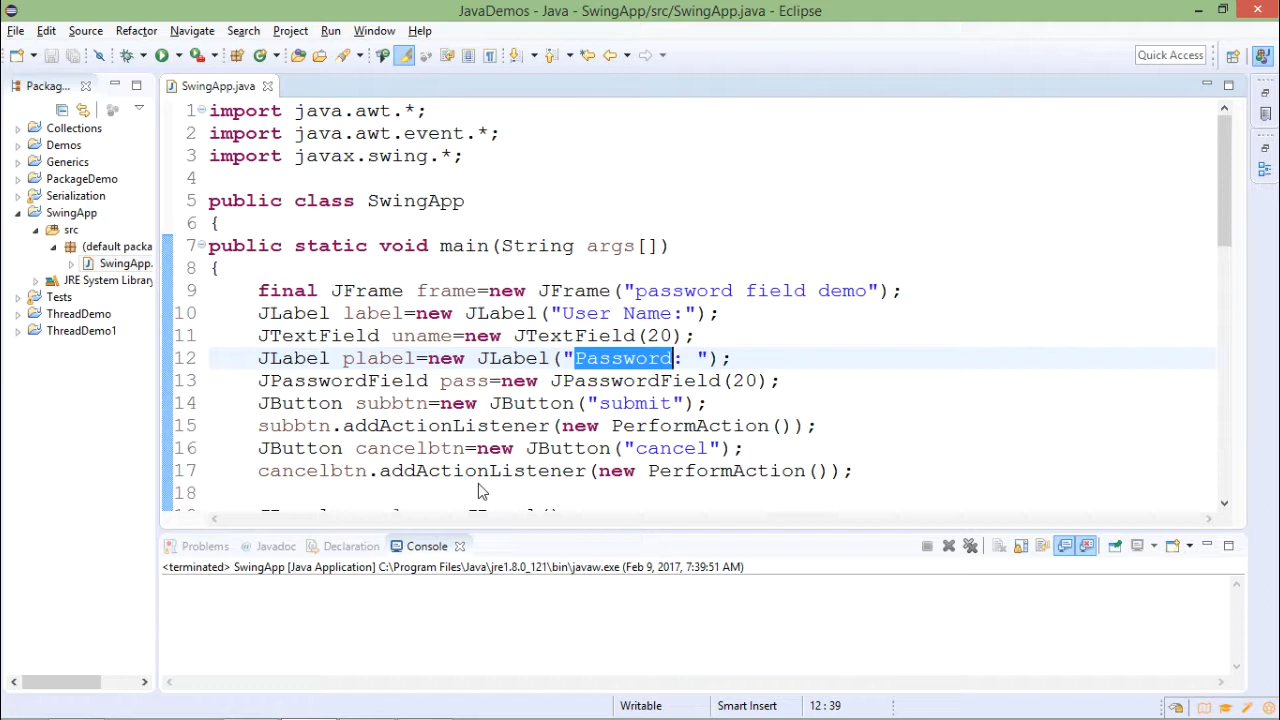 JavaDemos - Java - SwingApp/src/SwingApp.java - Eclipse
File Edit Source Refactor Navigate Search Project Run Window Help
Quick Access
Packag...
SwingApp.java
Collections
Demos
Generics
PackageDemo
Serialization
SwingApp
src
(default packa
SwingApp.
JRE System Library
Tests
ThreadDemo
ThreadDemo1
1 import java.awt.*;
2 import java.awt.event.*;
3 import javax.swing.*;
4
5 public class SwingApp
6 {
7 public static void main(String args[])
8 {
9 final JFrame frame=new JFrame("password field demo");
10 JLabel label=new JLabel("User Name:");
11 JTextField uname=new JTextField(20);
12 JLabel plabel=new JLabel("Password: ");
13 JPasswordField pass=new JPasswordField(20);
14 JButton subbtn=new JButton("submit");
15 subbtn.addActionListener(new PerformAction());
16 JButton cancelbtn=new JButton("cancel");
17 cancelbtn.addActionListener(new PerformAction());
18
Problems Javadoc Declaration Console
<terminated> SwingApp [Java Application] C:\Program Files\Java\jre1.8.0_121\bin\javaw.exe (Feb 9, 2017, 7:39:51 AM)
Writable Smart Insert 12 : 39